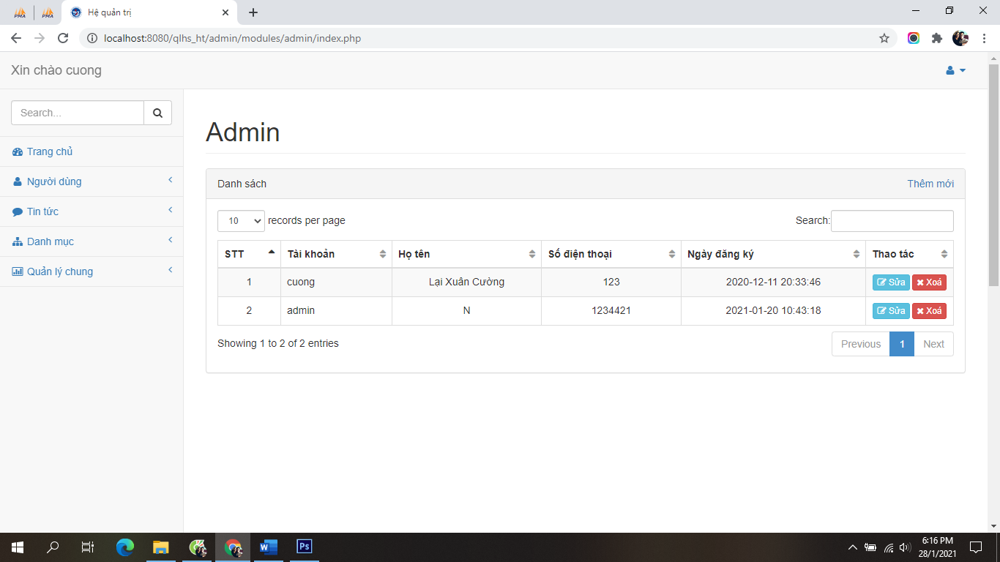 PMA
PMA
Hệ quản trị
localhost:8080/qlhs_ht/admin/modules/admin/index.php
Xin chào cuong
Search...
Trang chủ
Người dùng
Tin tức
Danh mục
Quản lý chung
Admin
Danh sách Thêm mới
10 records per page Search:
STT Tài khoản Họ tên Số điện thoại Ngày đăng ký Thao tác
1 cuong Lại Xuân Cường 123 2020-12-11 20:33:46 Sửa Xoá
2 admin N 1234421 2021-01-20 10:43:18 Sửa Xoá
Showing 1 to 2 of 2 entries Previous 1 Next
W
Ps
6:16 PM
28/1/2021